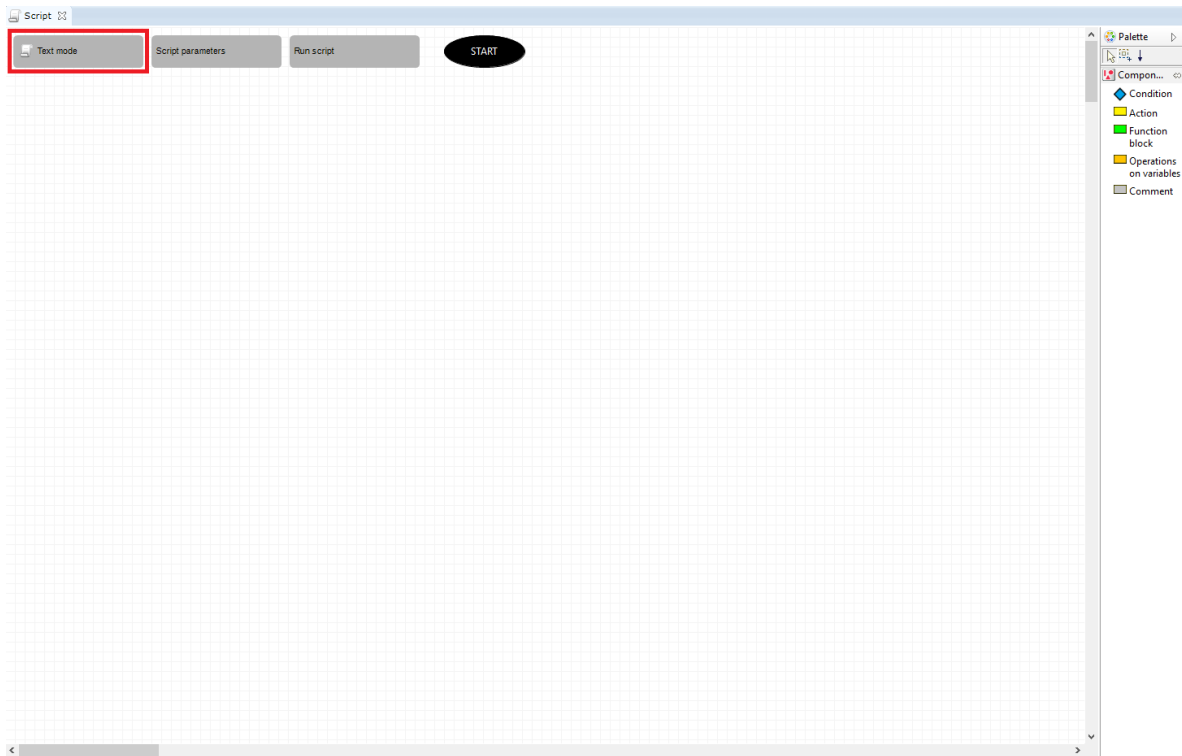 Script
Text mode
Script parameters
Run script
START
Palette
Compon...
Condition
Action
Function
block
Operations
on variables
Comment